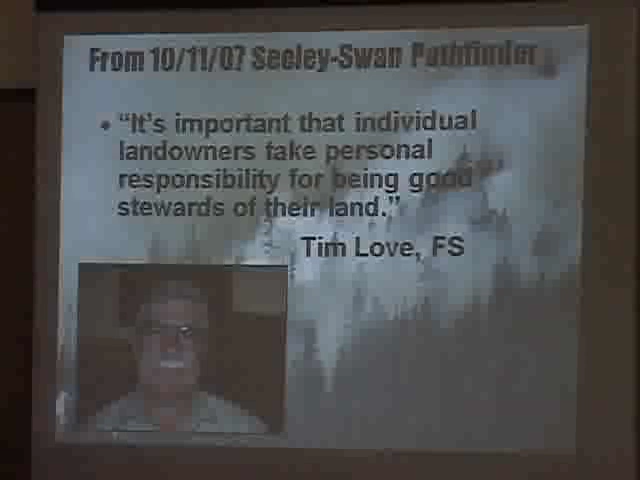 From 10/11/07 Seeley-Swan Pathfinder
• “It's important that individual
landowners take personal
responsibility for being good
stewards of their land.”
Tim Love, FS